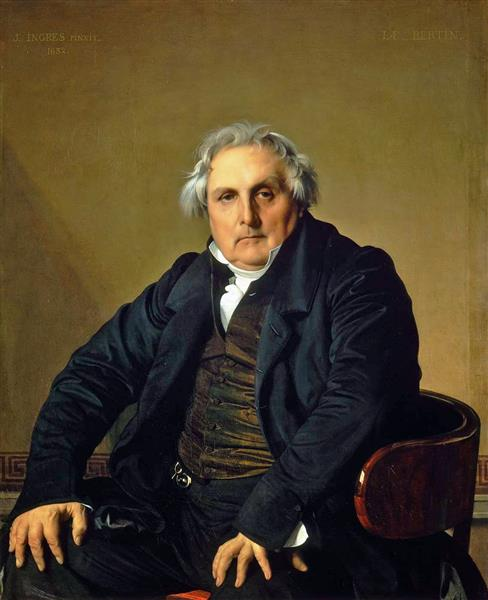 J. INGRES PINXIT
1832.
L.F. BERTIN.